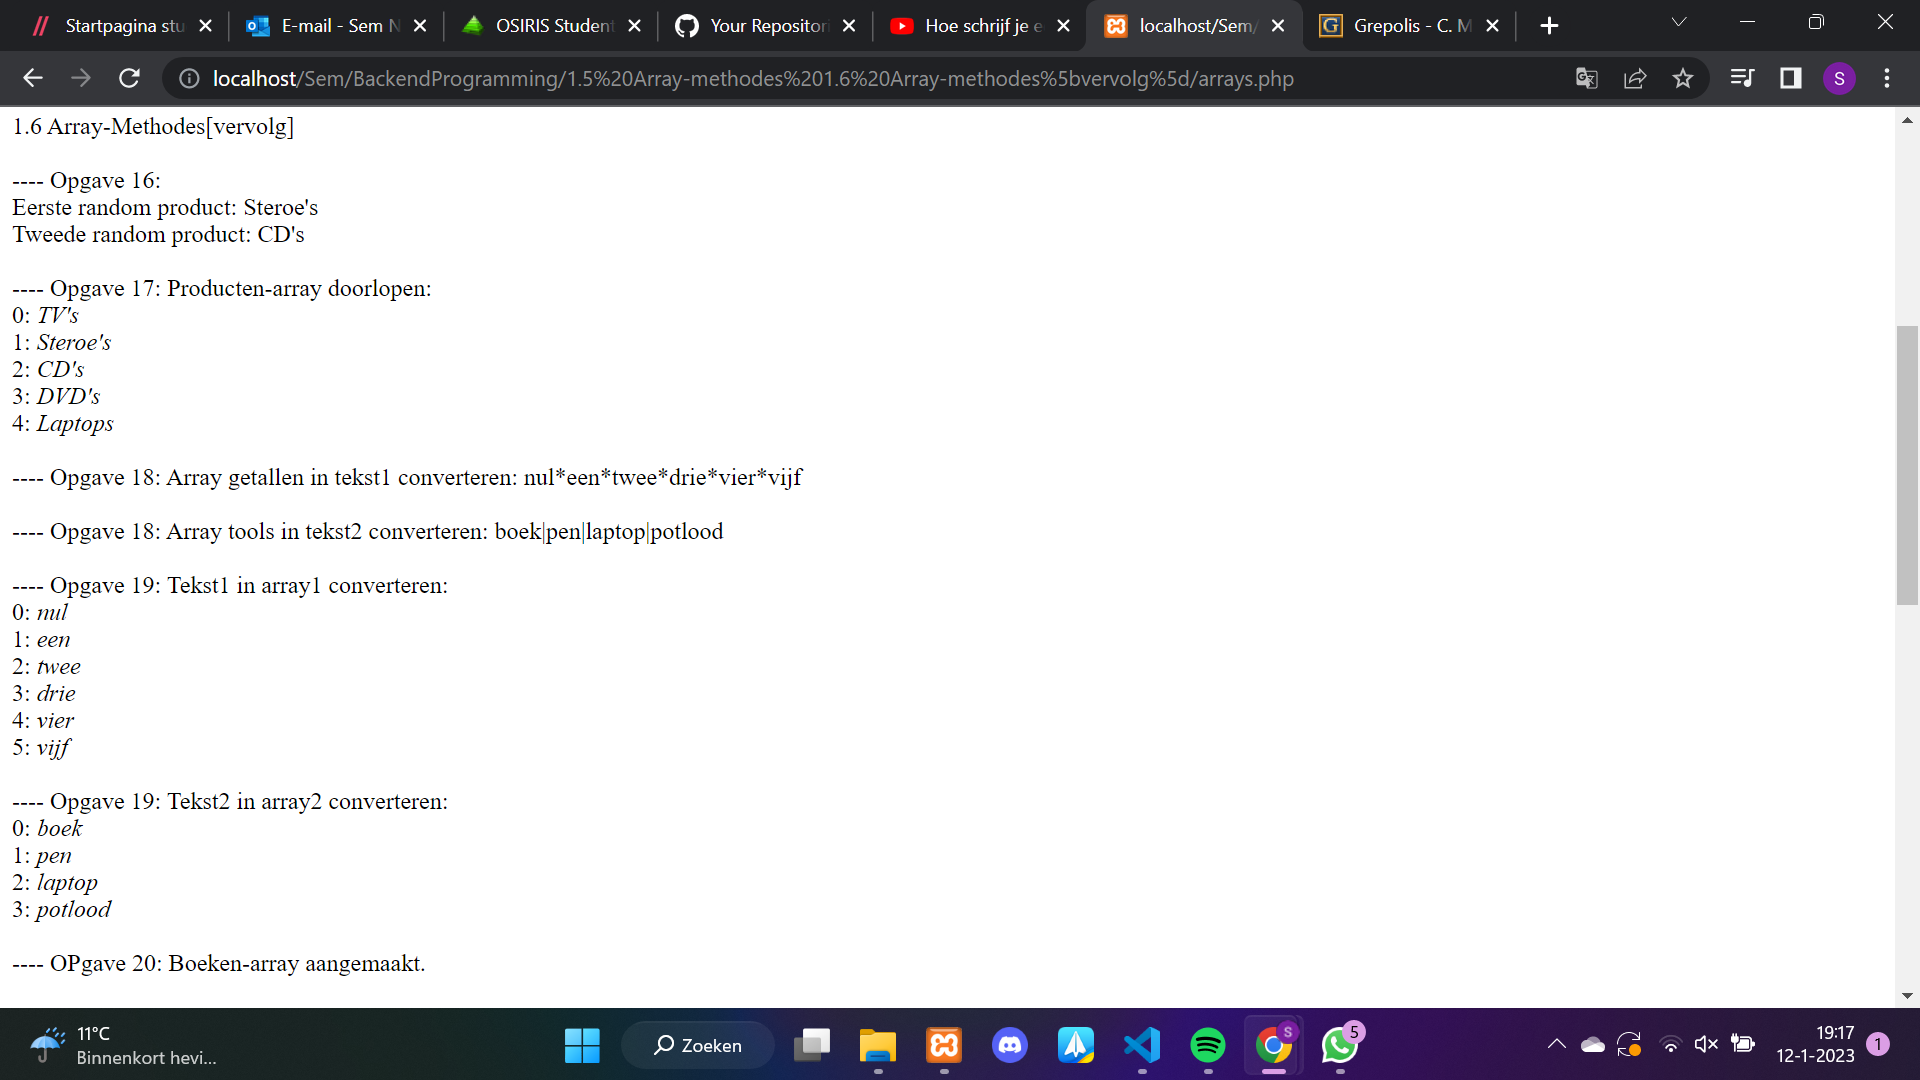 Startpagina stu
E-mail - Sem N
OSIRIS Student
Your Repositori
Hoe schrijf je e
localhost/Sem/
Grepolis - C. M
localhost/Sem/BackendProgramming/1.5%20Array-methodes%201.6%20Array-methodes%5bvervolg%5d/arrays.php
S
1.6 Array-Methodes[vervolg]
---- Opgave 16:
Eerste random product: Steroe's
Tweede random product: CD's
---- Opgave 17: Producten-array doorlopen:
0: TV's
1: Steroe's
2: CD's
3: DVD's
4: Laptops
---- Opgave 18: Array getallen in tekst1 converteren: nul*een*twee*drie*vier*vijf
---- Opgave 18: Array tools in tekst2 converteren: boek|pen|laptop|potlood
---- Opgave 19: Tekst1 in array1 converteren:
0: nul
1: een
2: twee
3: drie
4: vier
5: vijf
---- Opgave 19: Tekst2 in array2 converteren:
0: boek
1: pen
2: laptop
3: potlood
---- OPgave 20: Boeken-array aangemaakt.
11°C
Binnenkort hevi...
Zoeken
S
5
19:17
12-1-2023
1